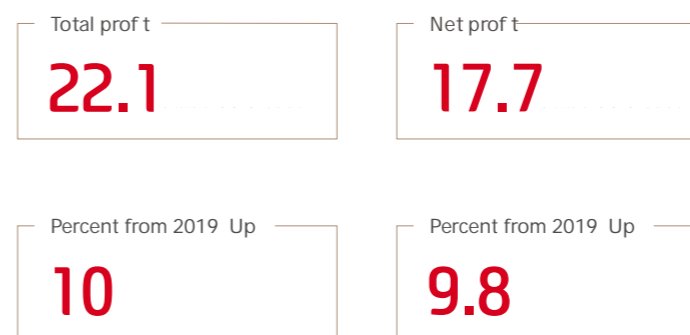 Total prof t
22.1
Net prof t
17.7
Percent from 2019 Up
10
Percent from 2019 Up
9.8